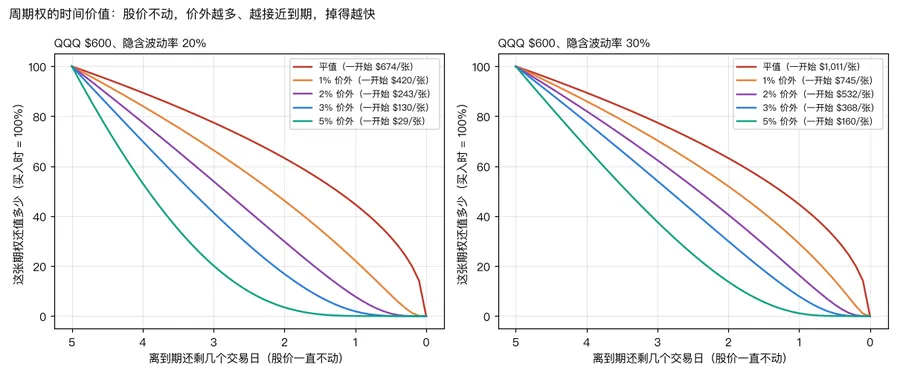 周期权的时间价值：股价不动，价外越多、越接近到期，掉得越快
QQQ $600、隐含波动率 20%
这张期权还值多少（买入时 = 100%）
100
80
60
40
20
0
平值（一开始 $674/张）
1% 价外（一开始 $420/张）
2% 价外（一开始 $243/张）
3% 价外（一开始 $130/张）
5% 价外（一开始 $29/张）
5
4
3
2
1
0
离到期还剩几个交易日（股价一直不动）
QQQ $600、隐含波动率 30%
这张期权还值多少（买入时 = 100%）
100
80
60
40
20
0
平值（一开始 $1,011/张）
1% 价外（一开始 $745/张）
2% 价外（一开始 $532/张）
3% 价外（一开始 $368/张）
5% 价外（一开始 $160/张）
5
4
3
2
1
0
离到期还剩几个交易日（股价一直不动）